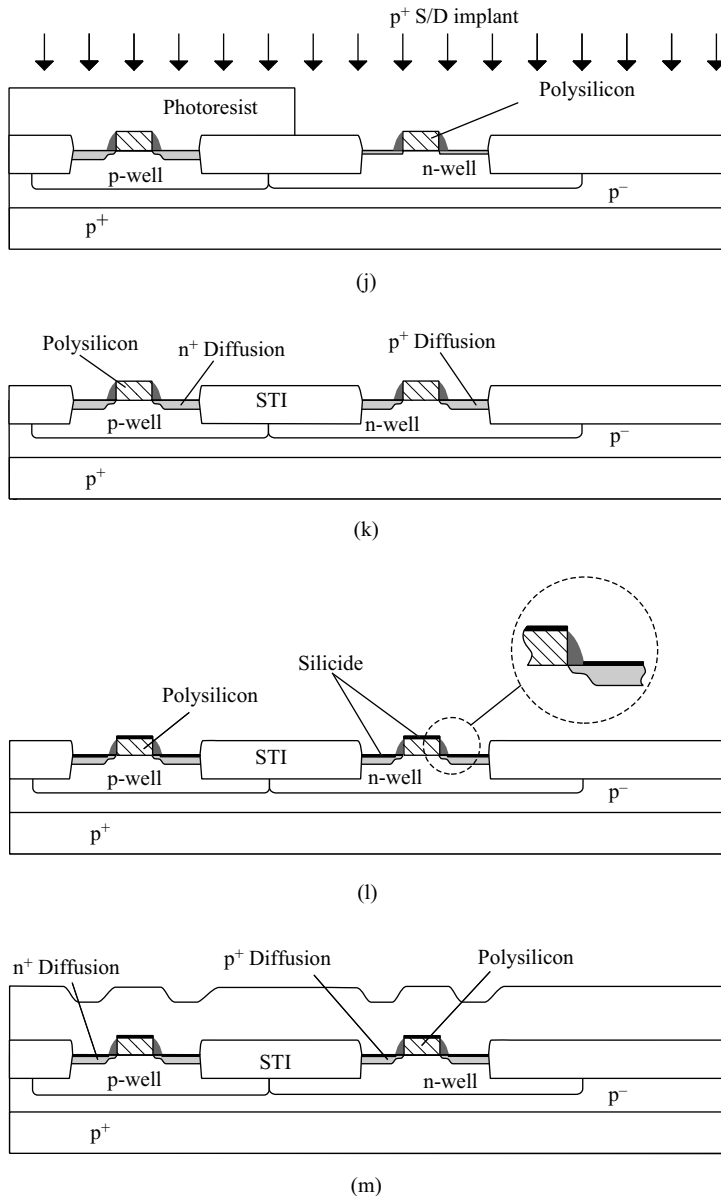 p⁺ S/D implant
Photoresist
Polysilicon
p-well
n-well
p⁻
p⁺
(j)
Polysilicon
n⁺ Diffusion
p⁺ Diffusion
STI
p-well
n-well
p⁻
p⁺
(k)
Silicide
Polysilicon
STI
p-well
n-well
p⁻
p⁺
(l)
n⁺ Diffusion
p⁺ Diffusion
Polysilicon
STI
p-well
n-well
p⁻
p⁺
(m)